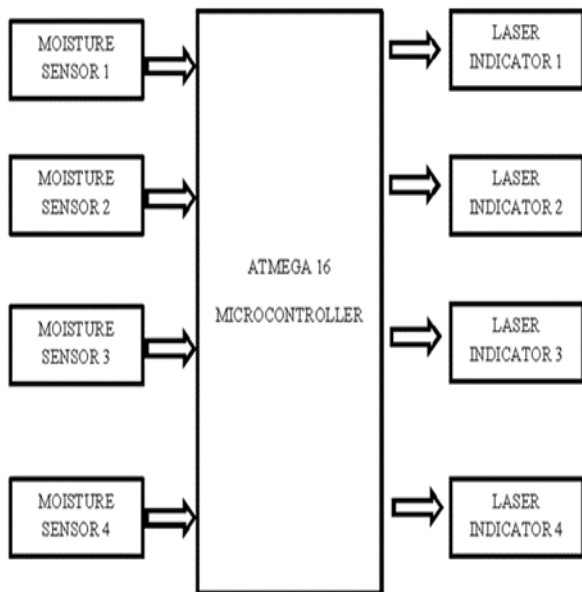 MOISTURE
SENSOR 1
MOISTURE
SENSOR 2
MOISTURE
SENSOR 3
MOISTURE
SENSOR 4
ATMEGA 16
MICROCONTROLLER
LASER
INDICATOR 1
LASER
INDICATOR 2
LASER
INDICATOR 3
LASER
INDICATOR 4